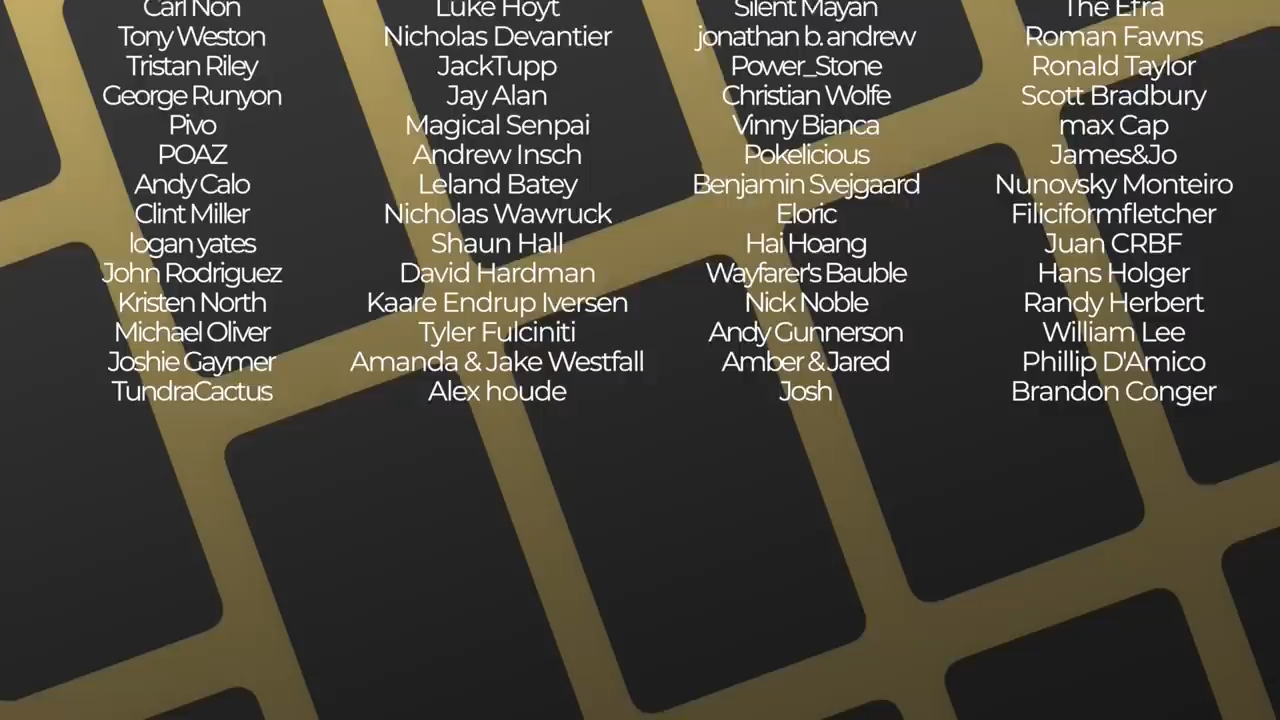 Carl Non
Tony Weston
Tristan Riley
George Runyon
Pivo
POAZ
Andy Calo
Clint Miller
logan yates
John Rodriguez
Kristen North
Michael Oliver
Joshie Gaymer
TundraCactus
Luke Hoyt
Nicholas Devantier
JackTupp
Jay Alan
Magical Senpai
Andrew Insch
Leland Batey
Nicholas Wawruck
Shaun Hall
David Hardman
Kaare Endrup Iversen
Tyler Fuiciniti
Amanda & Jake Westfall
Alex houde
Silent Mayan
jonathan b. andrew
Power_Stone
Christian Wolfe
Vinny Bianca
Pokelicious
Benjamin Svejgaard
Eloric
Hai Hoang
Wayfarer's Bauble
Nick Noble
Andy Gunnerson
Amber & Jared
Josh
The Efra
Roman Fawns
Ronald Taylor
Scott Bradbury
max Cap
James&Jo
Nunovsky Monteiro
Filiciformfletcher
Juan CRBF
Hans Holger
Randy Herbert
William Lee
Phillip D'Amico
Brandon Conger